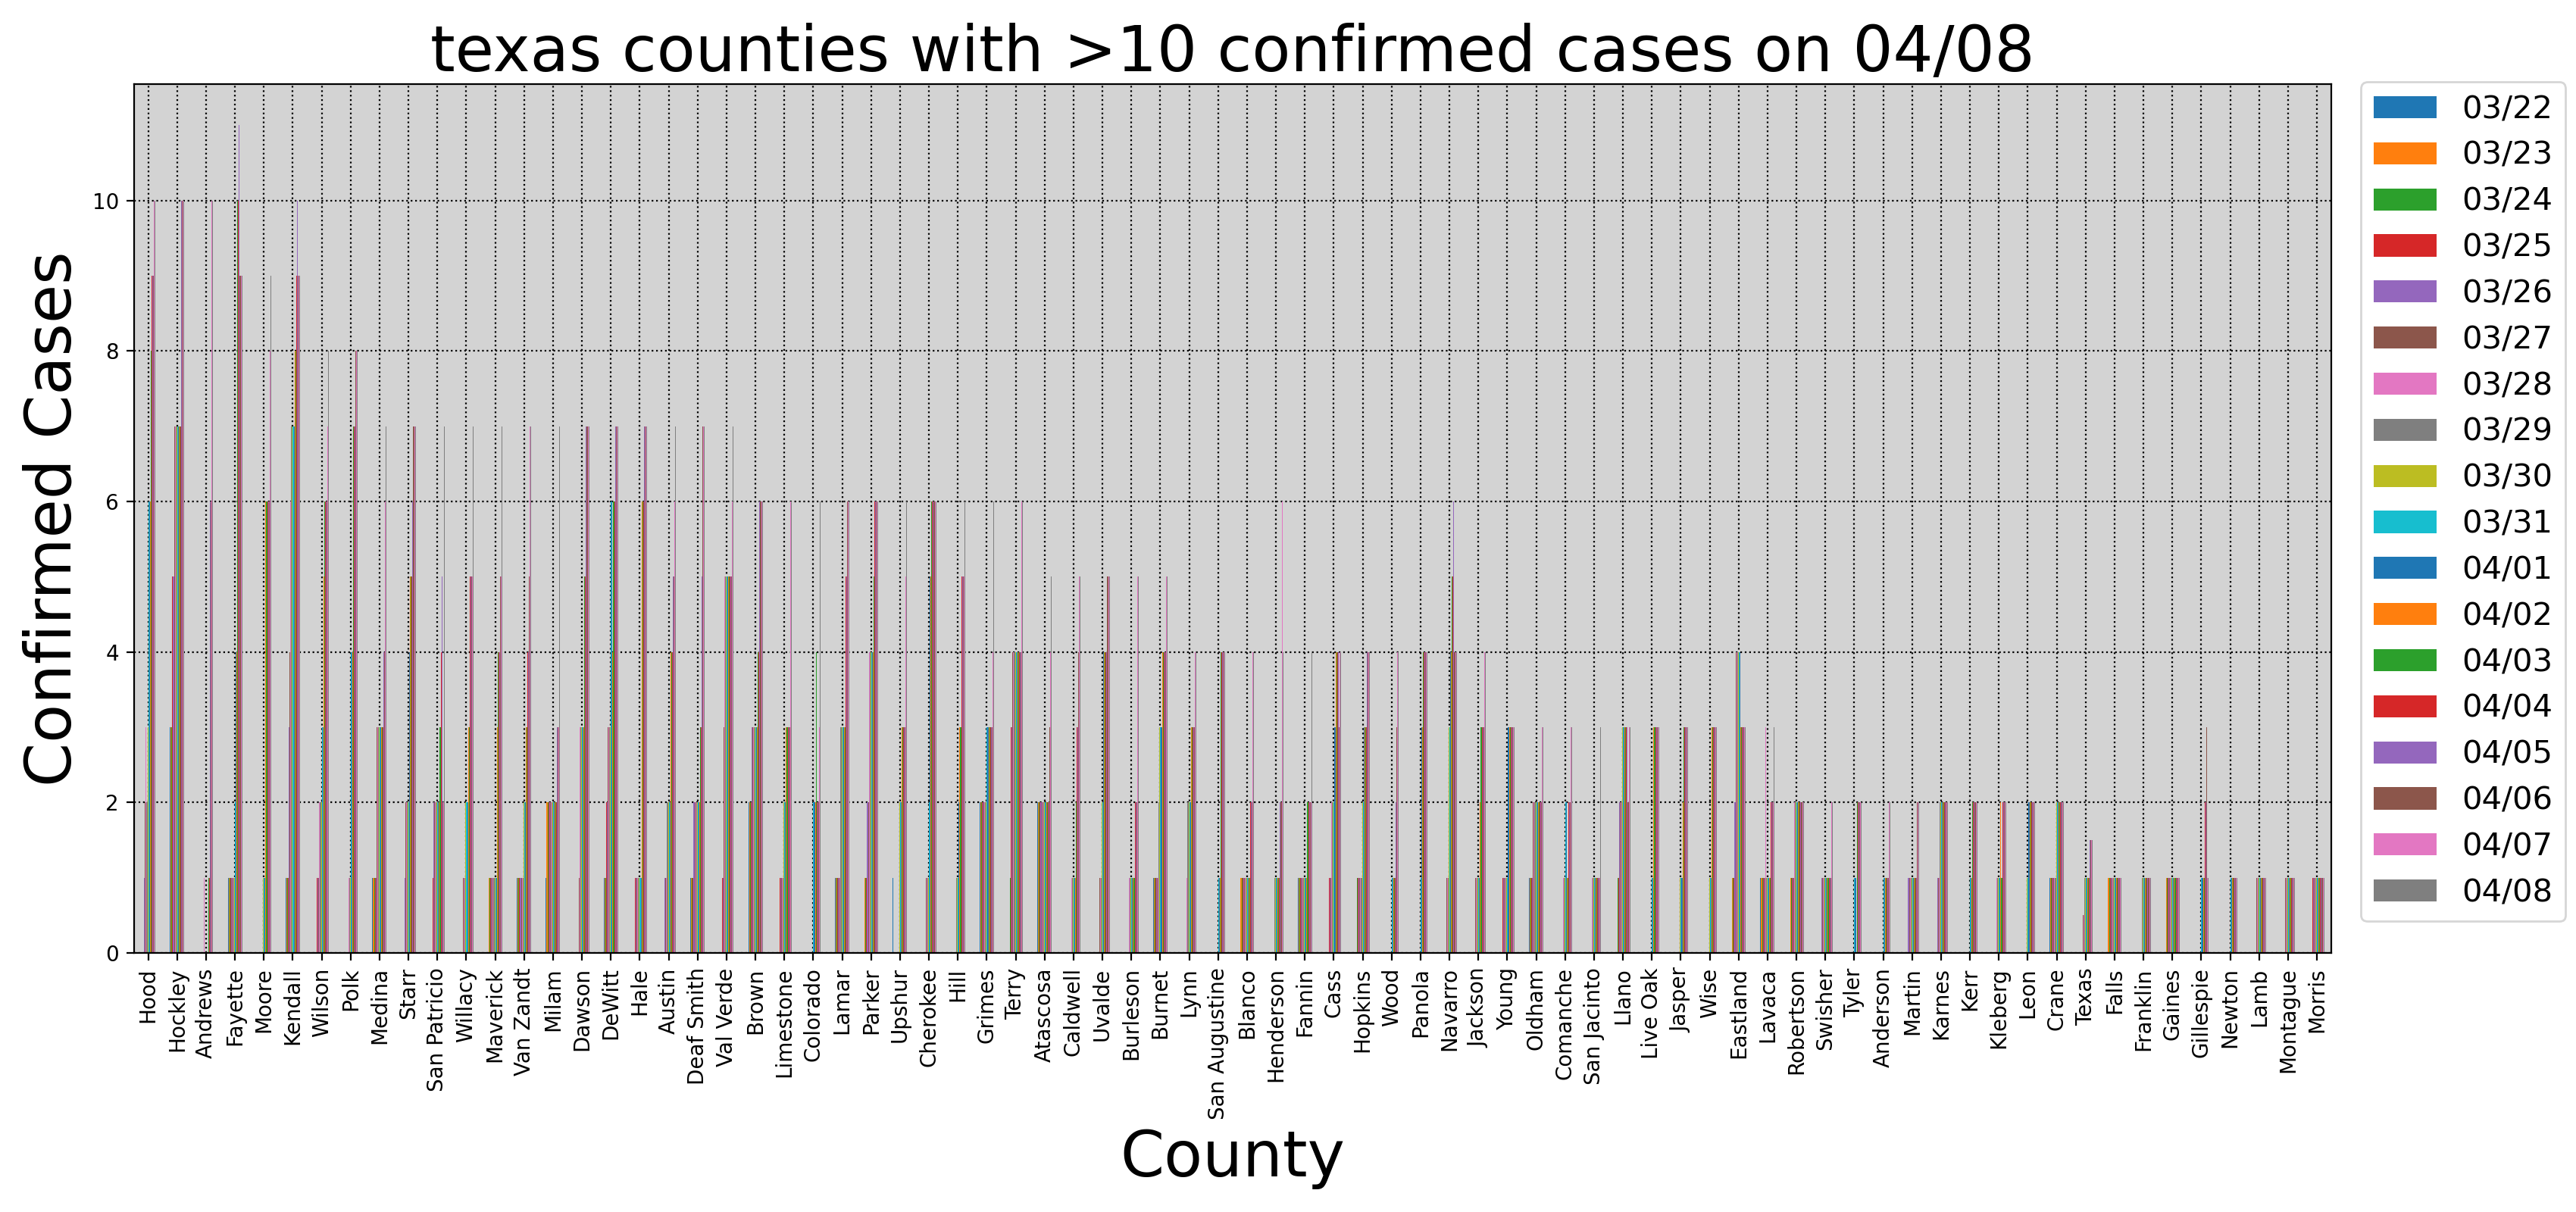 texas counties with >10 confirmed cases on 04/08
Confirmed Cases
10
8
6
4
2
0
Hood
Hockley
Andrews
Fayette
Moore
Kendall
Wilson
Polk
Medina
Starr
San Patricio
Willacy
Maverick
Van Zandt
Milam
Dawson
DeWitt
Hale
Austin
Deaf Smith
Val Verde
Brown
Limestone
Colorado
Lamar
Parker
Upshur
Cherokee
Hill
Grimes
Terry
Atascosa
Caldwell
Uvalde
Burleson
Burnet
Lynn
San Augustine
Blanco
Henderson
Fannin
Cass
Hopkins
Wood
Panola
Navarro
Jackson
Young
Oldham
Comanche
San Jacinto
Llano
Live Oak
Jasper
Wise
Eastland
Lavaca
Robertson
Swisher
Tyler
Anderson
Martin
Karnes
Kerr
Kleberg
Leon
Crane
Texas
Falls
Franklin
Gaines
Gillespie
Newton
Lamb
Montague
Morris
County
03/22
03/23
03/24
03/25
03/26
03/27
03/28
03/29
03/30
03/31
04/01
04/02
04/03
04/04
04/05
04/06
04/07
04/08